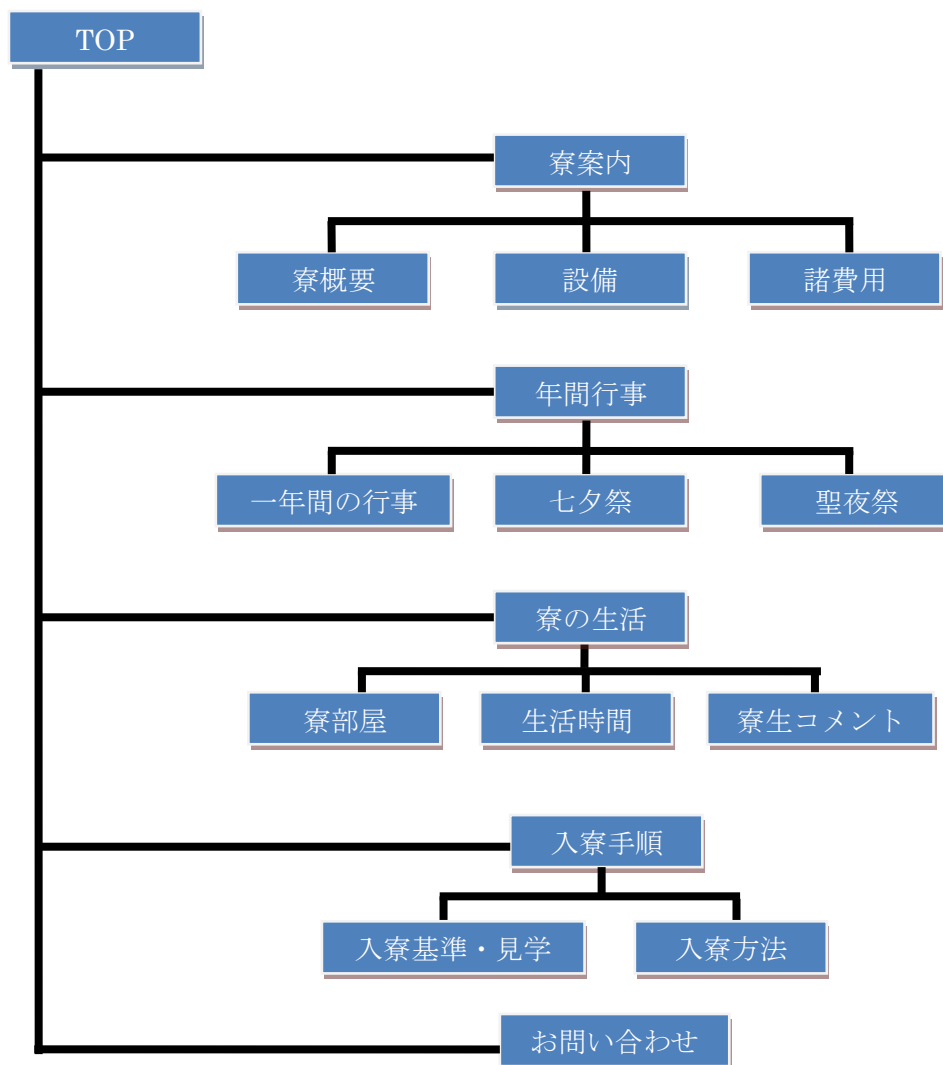 TOP
寮案内
寮概要
設備
諸費用
年間行事
一年間の行事
七夕祭
聖夜祭
寮の生活
寮部屋
生活時間
寮生コメント
入寮手順
入寮基準・見学
入寮方法
お問い合わせ